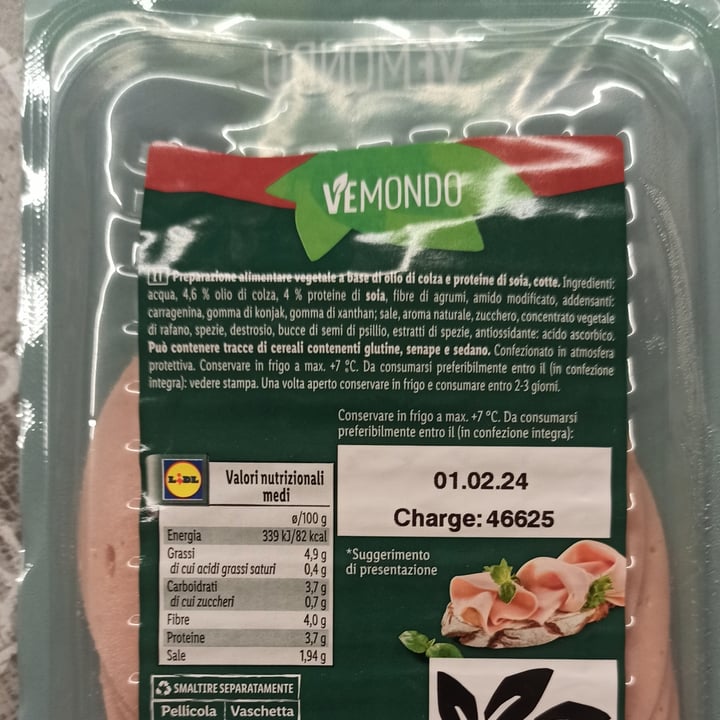 VEMONDO
VEMONDO
IT Preparazione alimentare vegetale a base di olio di colza e proteine di soia, cotte. Ingredienti:
acqua, 4,6 % olio di colza, 4 % proteine di soia, fibre di agrumi, amido modificato, addensanti:
carragenina, gomma di konjak, gomma di xanthan; sale, aroma naturale, zucchero, concentrato vegetale
di rafano, spezie, destrosio, bucce di semi di psillio, estratti di spezie, antiossidante: acido ascorbico.
Può contenere tracce di cereali contenenti glutine, senape e sedano. Confezionato in atmosfera
protettiva. Conservare in frigo a max. +7 °C. Da consumarsi preferibilmente entro il (in confezione
integra): vedere stampa. Una volta aperto conservare in frigo e consumare entro 2-3 giorni.
Conservare in frigo a max. +7 °C. Da consumarsi
preferibilmente entro il (in confezione integra):
01.02.24
Charge: 46625
LIDL
Valori nutrizionali
medi
ø/100 g
Energia 339 kJ/82 kcal
Grassi 4,9 g
di cui acidi grassi saturi 0,4 g
Carboidrati 3,7 g
di cui zuccheri 0,7 g
Fibre 4,0 g
Proteine 3,7 g
Sale 1,94 g
*Suggerimento
di presentazione
SMALTIRE SEPARATAMENTE
Pellicola Vaschetta